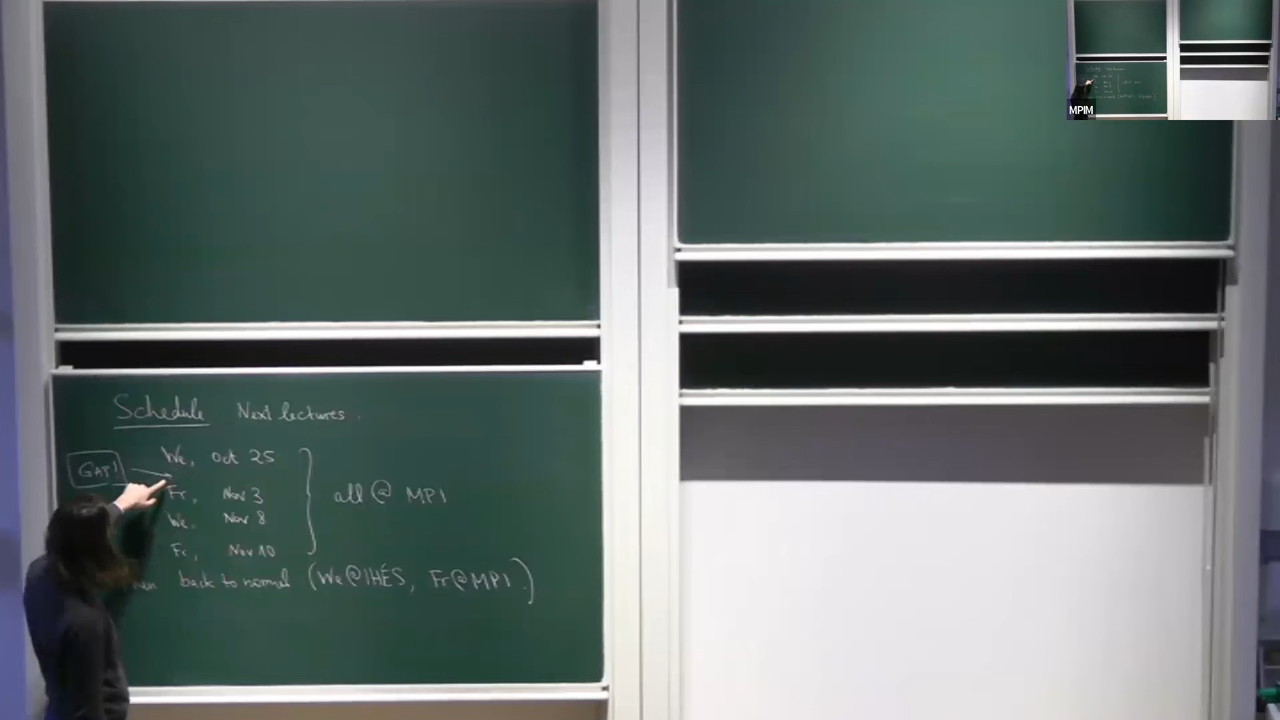 Schedule Next lectures.
We, Oct 25
GAP!
Fr, Nov 3
all @ MPI
We, Nov 8
Fr, Nov 10
back to normal (We@IHÉS, Fr@MPI.)
MPIM